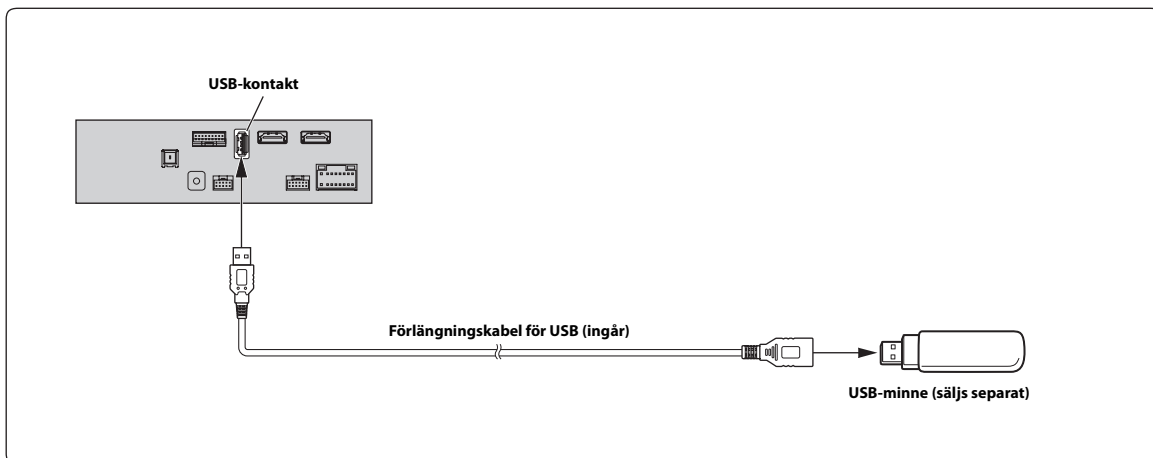 USB-kontakt
Förlängningskabel för USB (ingår)
USB-minne (säljs separat)